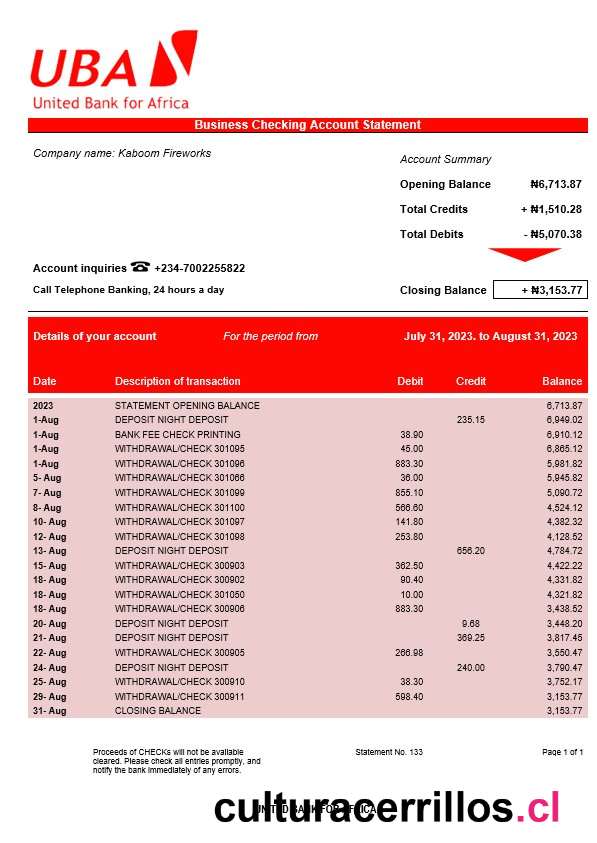 UBA
United Bank for Africa
Business Checking Account Statement
Company name: Kaboom Fireworks
Account Summary
Opening Balance ₦6,713.87
Total Credits + ₦1,510.28
Total Debits - ₦5,070.38
Account inquiries ☎ +234-7002255822
Call Telephone Banking, 24 hours a day
Closing Balance + ₦3,153.77
Details of your account For the period from July 31, 2023. to August 31, 2023
Date Description of transaction Debit Credit Balance
2023 STATEMENT OPENING BALANCE 6,713.87
1-Aug DEPOSIT NIGHT DEPOSIT 235.15 6,949.02
1-Aug BANK FEE CHECK PRINTING 38.90 6,910.12
1-Aug WITHDRAWAL/CHECK 301095 45.00 6,865.12
1-Aug WITHDRAWAL/CHECK 301096 883.30 5,981.82
5- Aug WITHDRAWAL/CHECK 301066 36.00 5,945.82
7- Aug WITHDRAWAL/CHECK 301099 855.10 5,090.72
8- Aug WITHDRAWAL/CHECK 301100 566.60 4,524.12
10- Aug WITHDRAWAL/CHECK 301097 141.80 4,382.32
12- Aug WITHDRAWAL/CHECK 301098 253.80 4,128.52
13- Aug DEPOSIT NIGHT DEPOSIT 656.20 4,784.72
15- Aug WITHDRAWAL/CHECK 300903 362.50 4,422.22
18- Aug WITHDRAWAL/CHECK 300902 90.40 4,331.82
18- Aug WITHDRAWAL/CHECK 301050 10.00 4,321.82
18- Aug WITHDRAWAL/CHECK 300906 883.30 3,438.52
20- Aug DEPOSIT NIGHT DEPOSIT 9.68 3,448.20
21- Aug DEPOSIT NIGHT DEPOSIT 369.25 3,817.45
22- Aug WITHDRAWAL/CHECK 300905 266.98 3,550.47
24- Aug DEPOSIT NIGHT DEPOSIT 240.00 3,790.47
25- Aug WITHDRAWAL/CHECK 300910 38.30 3,752.17
29- Aug WITHDRAWAL/CHECK 300911 598.40 3,153.77
31- Aug CLOSING BALANCE 3,153.77
Proceeds of CHECKs will not be available
cleared. Please check all entries promptly, and
notify the bank immediately of any errors.
Statement No. 133
Page 1 of 1
UNITED BANK FOR AFRICA
culturacerrillos.cl